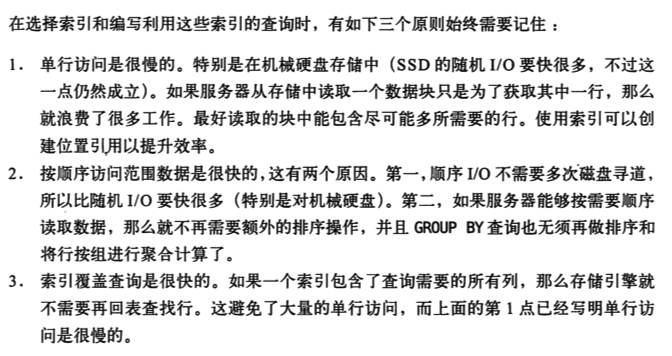 在选择索引和编写利用这些索引的查询时，有如下三个原则始终需要记住：
1. 单行访问是很慢的。特别是在机械硬盘存储中（SSD 的随机 I/O 要快很多，不过这
一点仍然成立）。如果服务器从存储中读取一个数据块只是为了获取其中一行，那么
就浪费了很多工作。最好读取的块中能包含尽可能多所需要的行。使用索引可以创
建位置引用以提升效率。
2. 按顺序访问范围数据是很快的，这有两个原因。第一，顺序 I/O 不需要多次磁盘寻道，
所以比随机 I/O 要快很多（特别是对机械硬盘）。第二，如果服务器能够按需要顺序
读取数据，那么就不再需要额外的排序操作，并且 GROUP BY 查询也无须再做排序和
将行按组进行聚合计算了。
3. 索引覆盖查询是很快的。如果一个索引包含了查询需要的所有列，那么存储引擎就
不需要再回表查找行。这避免了大量的单行访问，而上面的第 1 点已经写明单行访
问是很慢的。